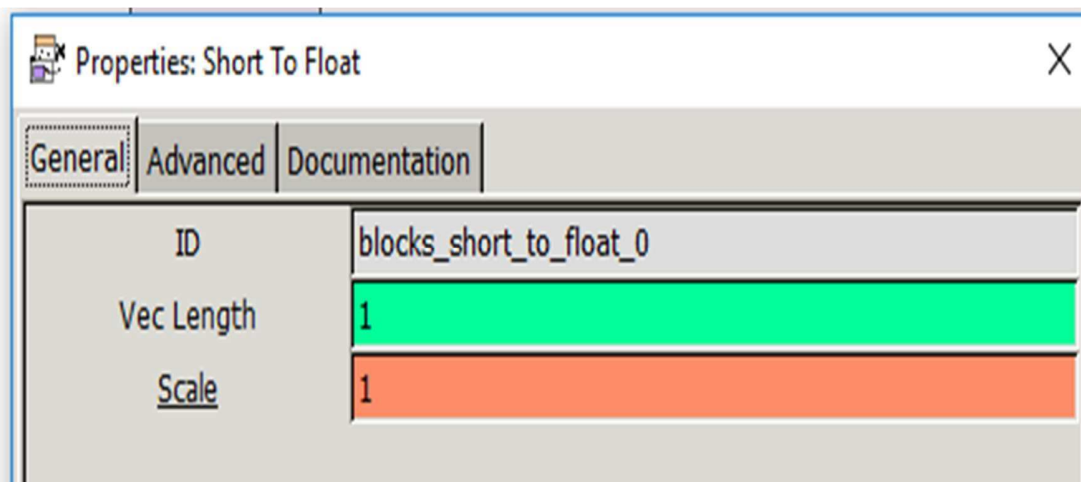 Properties: Short To Float
General Advanced Documentation
ID blocks_short_to_float_0
Vec Length 1
Scale 1